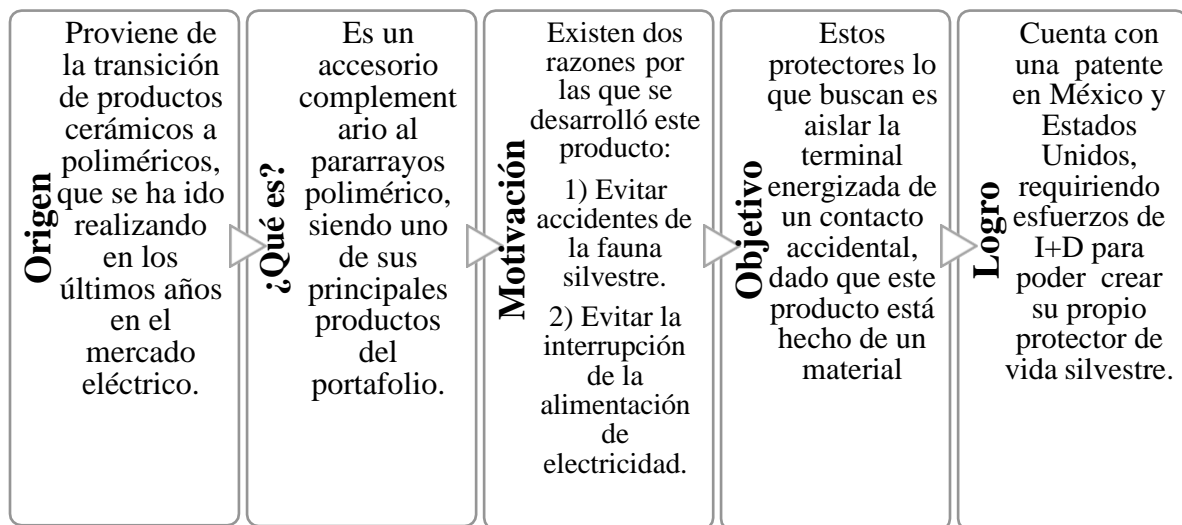 Origen
Proviene de
la transición
de productos
cerámicos a
poliméricos,
que se ha ido
realizando
en los
últimos años
en el
mercado
eléctrico.
¿Qué es?
Es un
accesorio
complement
ario al
pararrayos
polimérico,
siendo uno
de sus
principales
productos
del
portafolio.
Motivación
Existen dos
razones por
las que se
desarrolló este
producto:
1) Evitar
accidentes de
la fauna
silvestre.
2) Evitar la
interrupción
de la
alimentación
de
electricidad.
Objetivo
Estos
protectores lo
que buscan es
aislar la
terminal
energizada de
un contacto
accidental,
dado que este
producto está
hecho de un
material
Logro
Cuenta con
una patente
en México y
Estados
Unidos,
requiriendo
esfuerzos de
I+D para
poder crear
su propio
protector de
vida silvestre.